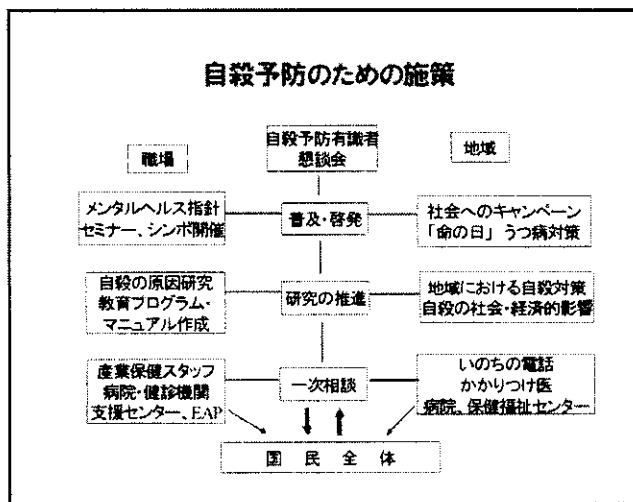 自殺予防のための施策
職場
自殺予防有識者
懇談会
地域
メンタルヘルス指針
セミナー、シンポ開催
普及・啓発
社会へのキャンペーン
「命の日」 うつ病対策
自殺の原因研究
教育プログラム・
マニュアル作成
研究の推進
地域における自殺対策
自殺の社会・経済的影響
産業保健スタッフ
病院・健診機関
支援センター、EAP
一次相談
いのちの電話
かかりつけ医
病院、保健福祉センター
国 民 全 体